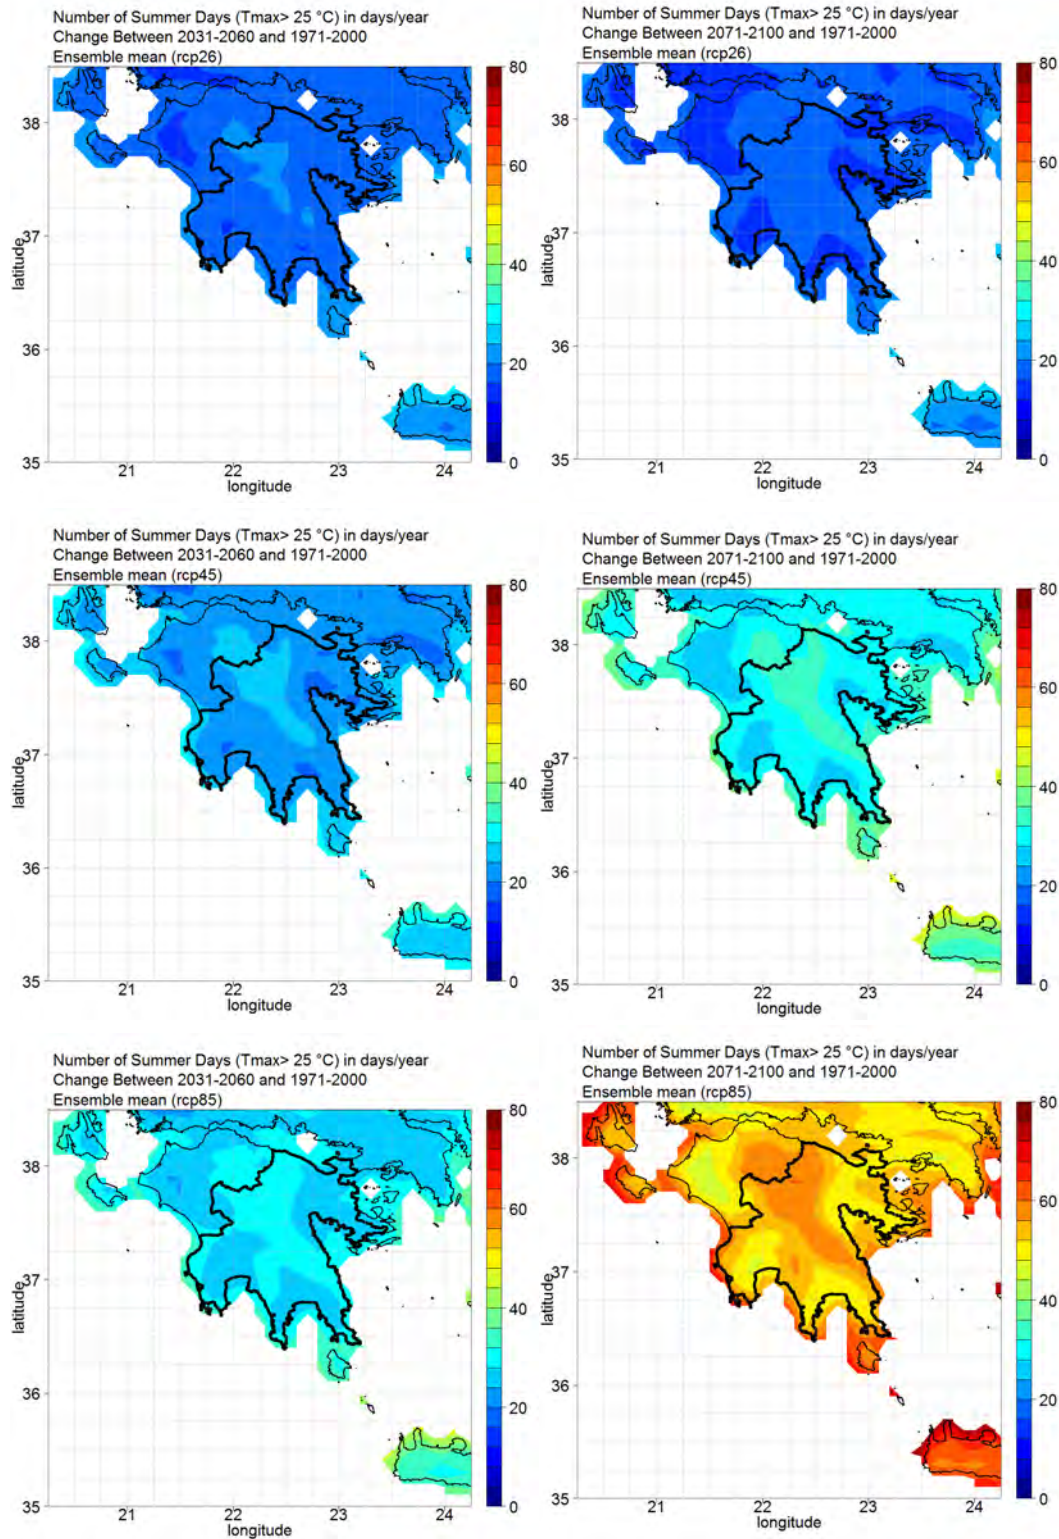 Number of Summer Days (Tmax> 25 °C) in days/year
Change Between 2031-2060 and 1971-2000
Ensemble mean (rcp26)
80
60
40
20
0
38
37
36
35
latitude
21 22 23 24
longitude
Number of Summer Days (Tmax> 25 °C) in days/year
Change Between 2071-2100 and 1971-2000
Ensemble mean (rcp26)
80
60
40
20
0
38
37
36
35
latitude
21 22 23 24
longitude
Number of Summer Days (Tmax> 25 °C) in days/year
Change Between 2031-2060 and 1971-2000
Ensemble mean (rcp45)
80
60
40
20
0
38
37
36
35
latitude
21 22 23 24
longitude
Number of Summer Days (Tmax> 25 °C) in days/year
Change Between 2071-2100 and 1971-2000
Ensemble mean (rcp45)
80
60
40
20
0
38
37
36
35
latitude
21 22 23 24
longitude
Number of Summer Days (Tmax> 25 °C) in days/year
Change Between 2031-2060 and 1971-2000
Ensemble mean (rcp85)
80
60
40
20
0
38
37
36
35
latitude
21 22 23 24
longitude
Number of Summer Days (Tmax> 25 °C) in days/year
Change Between 2071-2100 and 1971-2000
Ensemble mean (rcp85)
80
60
40
20
0
38
37
36
35
latitude
21 22 23 24
longitude